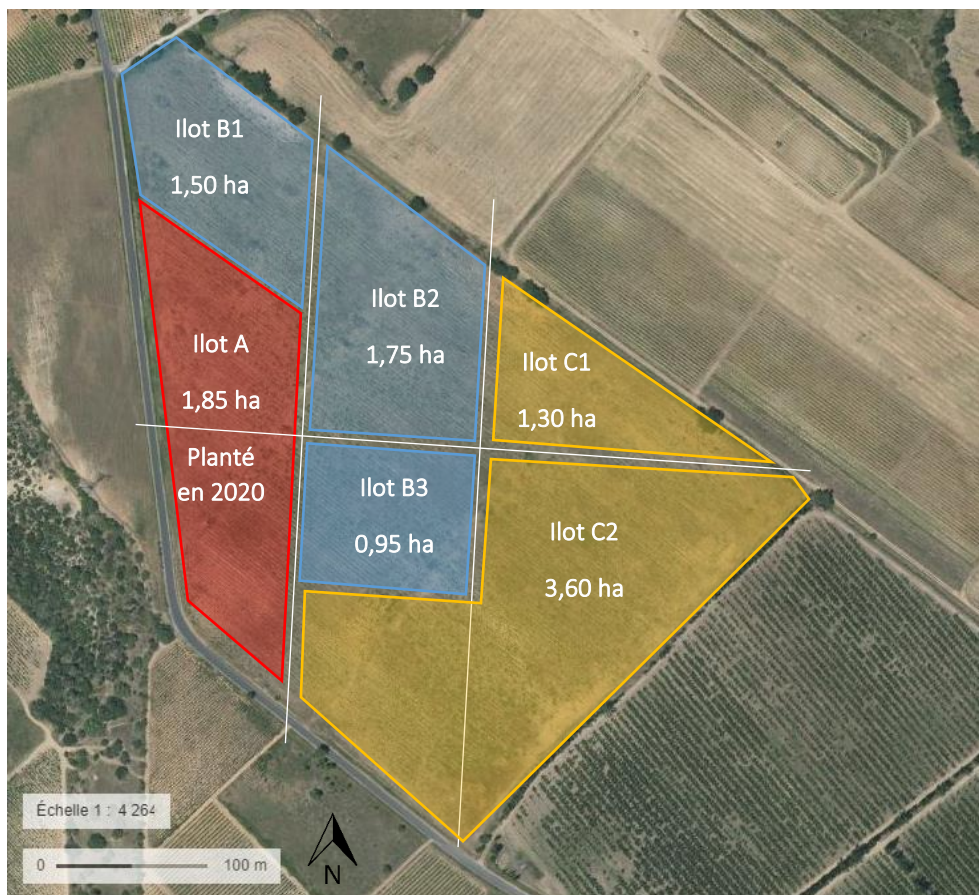 Ilot B1
1,50 ha
Ilot B2
1,75 ha
Ilot A
1,85 ha
Planté
en 2020
Ilot C1
1,30 ha
Ilot B3
0,95 ha
Ilot C2
3,60 ha
Échelle 1 : 4 264
0 100 m
N